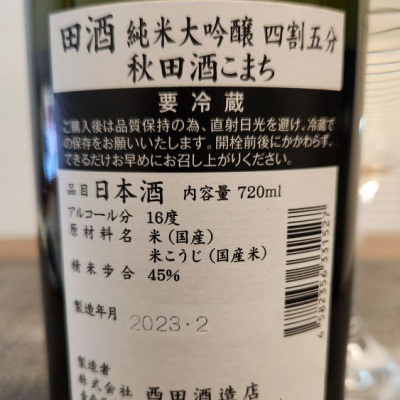 田酒 純米大吟醸 四割五分
秋田酒こまち
要冷蔵
ご購入後は品質保持の為、直射日光を避け、冷蔵で
の保存をお願いいたします。開栓前後にかかわらず、
できるだけお早めにお召し上がりください。
品目 日本酒 内容量 720ml
アルコール分 16度
原材料名 米(国産)
米こうじ(国産米)
精米歩合 45%
製造年月 2023・2
製造者
株式会社 西田酒造店
4582356331527